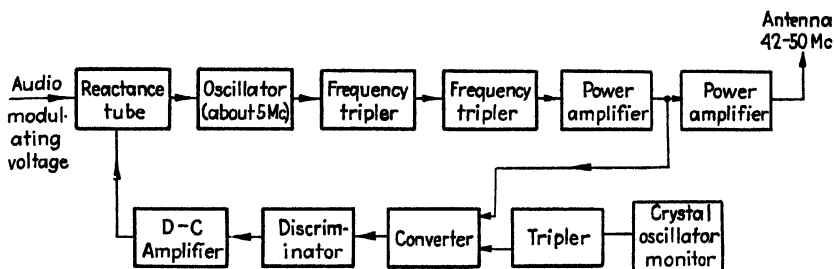 Antenna
42-50 Mc
Audio
modul-
ating
voltage
Reactance
tube
Oscillator
(about 5 Mc)
Frequency
tripler
Frequency
tripler
Power
amplifier
Power
amplifier
D-C
Amplifier
Discrim-
inator
Converter
Tripler
Crystal
oscillator
monitor